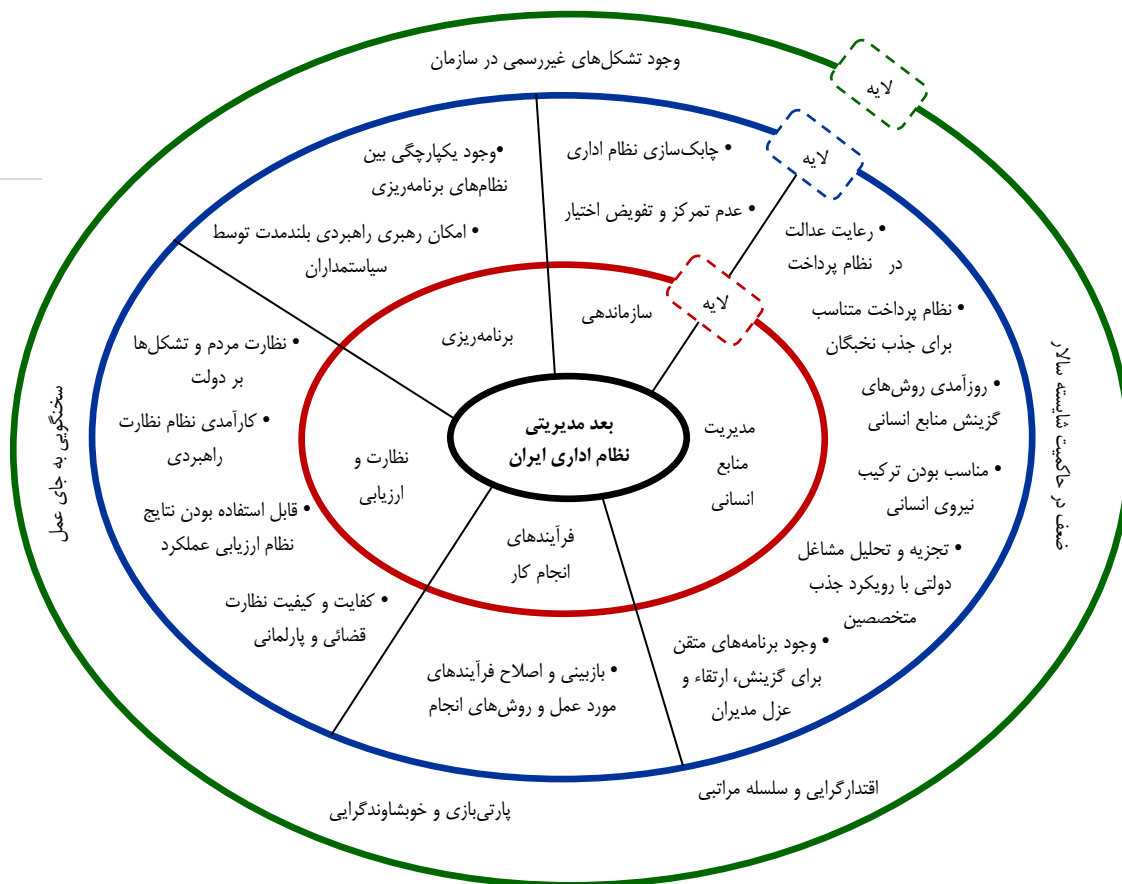 وجود تشکل‌های غیررسمی در سازمان
لایه
لایه
لایه
• چابک‌سازی نظام اداری
• عدم تمرکز و تفویض اختیار
•وجود یکپارچگی بین
نظام‌های برنامه‌ریزی
• امکان رهبری راهبردی بلندمدت توسط
سیاستمداران
• رعایت عدالت
در نظام پرداخت
• نظام پرداخت متناسب
برای جذب نخبگان
• روزآمدی روش‌های
گزینش منابع انسانی
• مناسب بودن ترکیب
نیروی انسانی
• تجزیه و تحلیل مشاغل
دولتی با رویکرد جذب
متخصصین
• وجود برنامه‌های متقن
برای گزینش، ارتقاء و
عزل مدیران
سازماندهی
برنامه‌ریزی
مدیریت
منابع
انسانی
بعد مدیریتی
نظام اداری ایران
نظارت و
ارزیابی
فرآیندهای
انجام کار
• نظارت مردم و تشکل‌ها
بر دولت
• کارآمدی نظام نظارت
راهبردی
• قابل استفاده بودن نتایج
نظام ارزیابی عملکرد
• کفایت و کیفیت نظارت
قضائی و پارلمانی
• بازبینی و اصلاح فرآیندهای
مورد عمل و روش‌های انجام
ضعف در حاکمیت شایسته سالار
سخنگویی به جای عمل
اقتدارگرایی و سلسله مراتبی
پارتی‌بازی و خوبشاوندگرایی